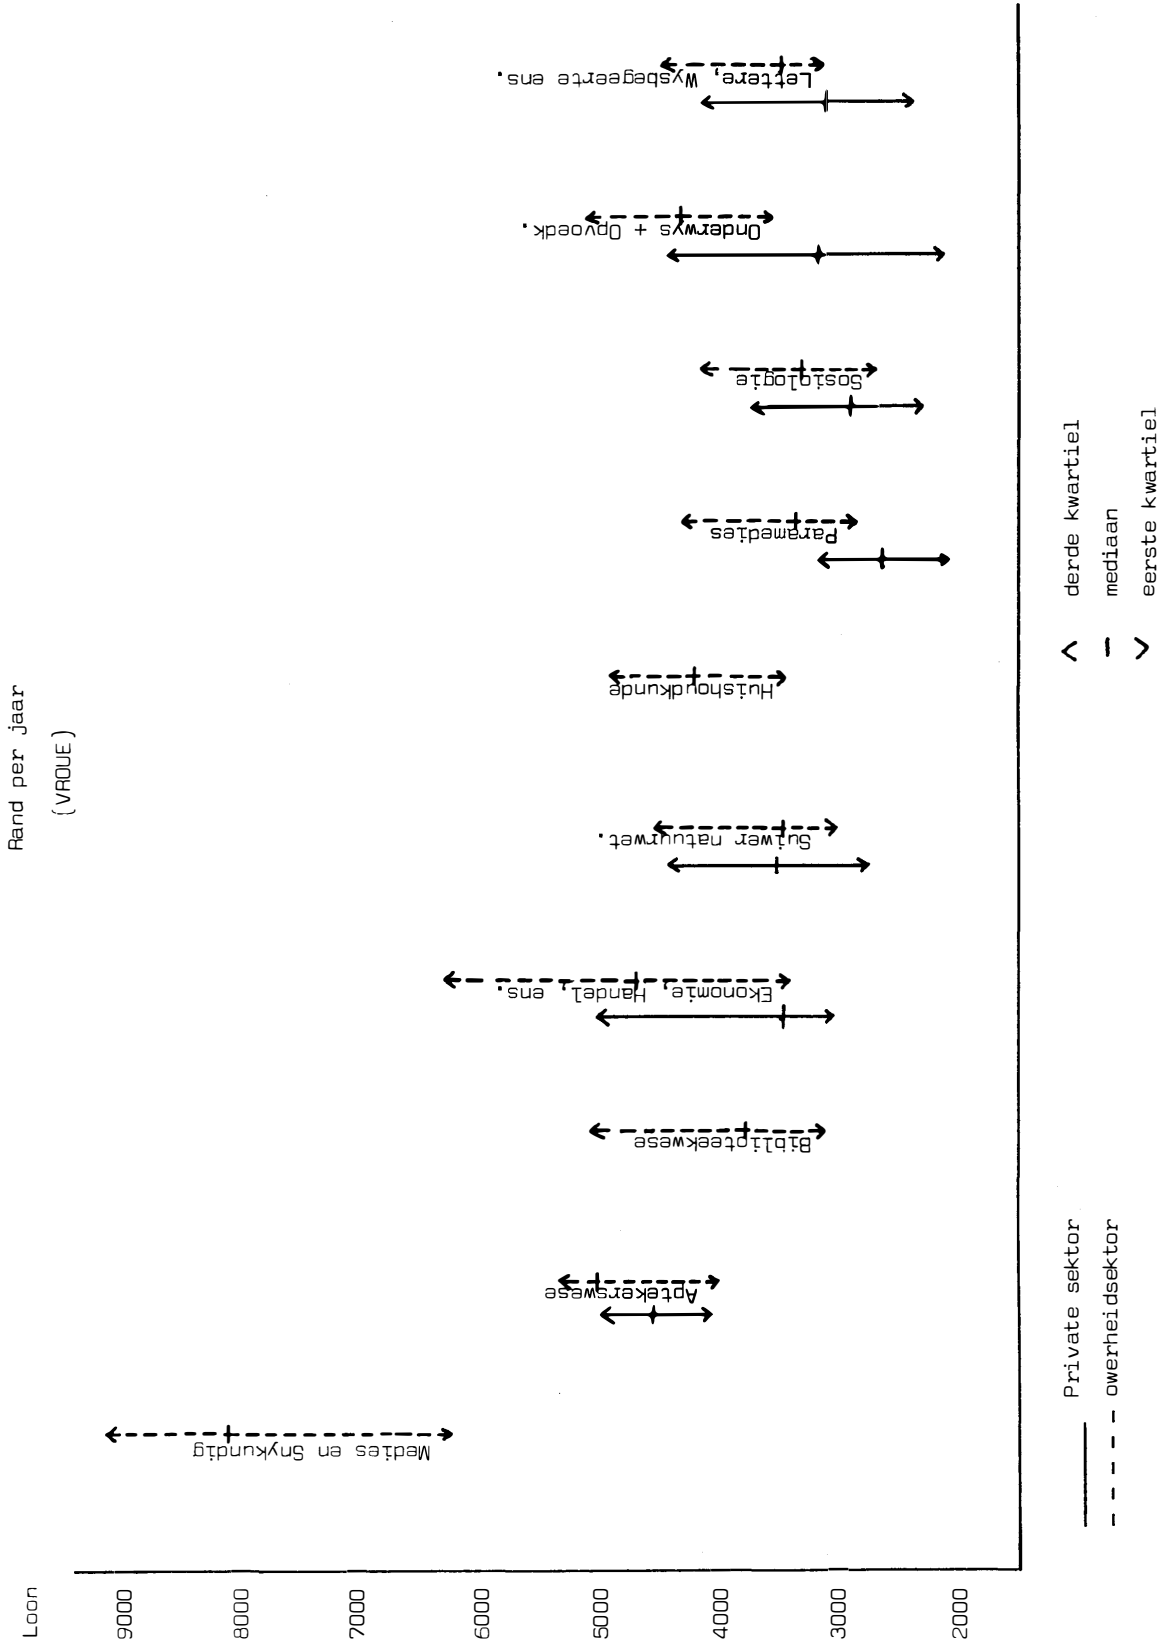 Rand per jaar
(VROUE)
Loon
9000
8000
7000
6000
5000
4000
3000
2000
Medies en Snykundig
Aptekerswese
Biblioteekwese
Ekonomie, Handel, ens.
Suiwer natuurwet.
Huishoudkunde
Paramedies
Sosiologie
Onderwys + Opvoedk.
Lettere, Wysbegeerte ens.
Private sektor
owerheidsektor
derde kwartiel
mediaan
eerste kwartiel